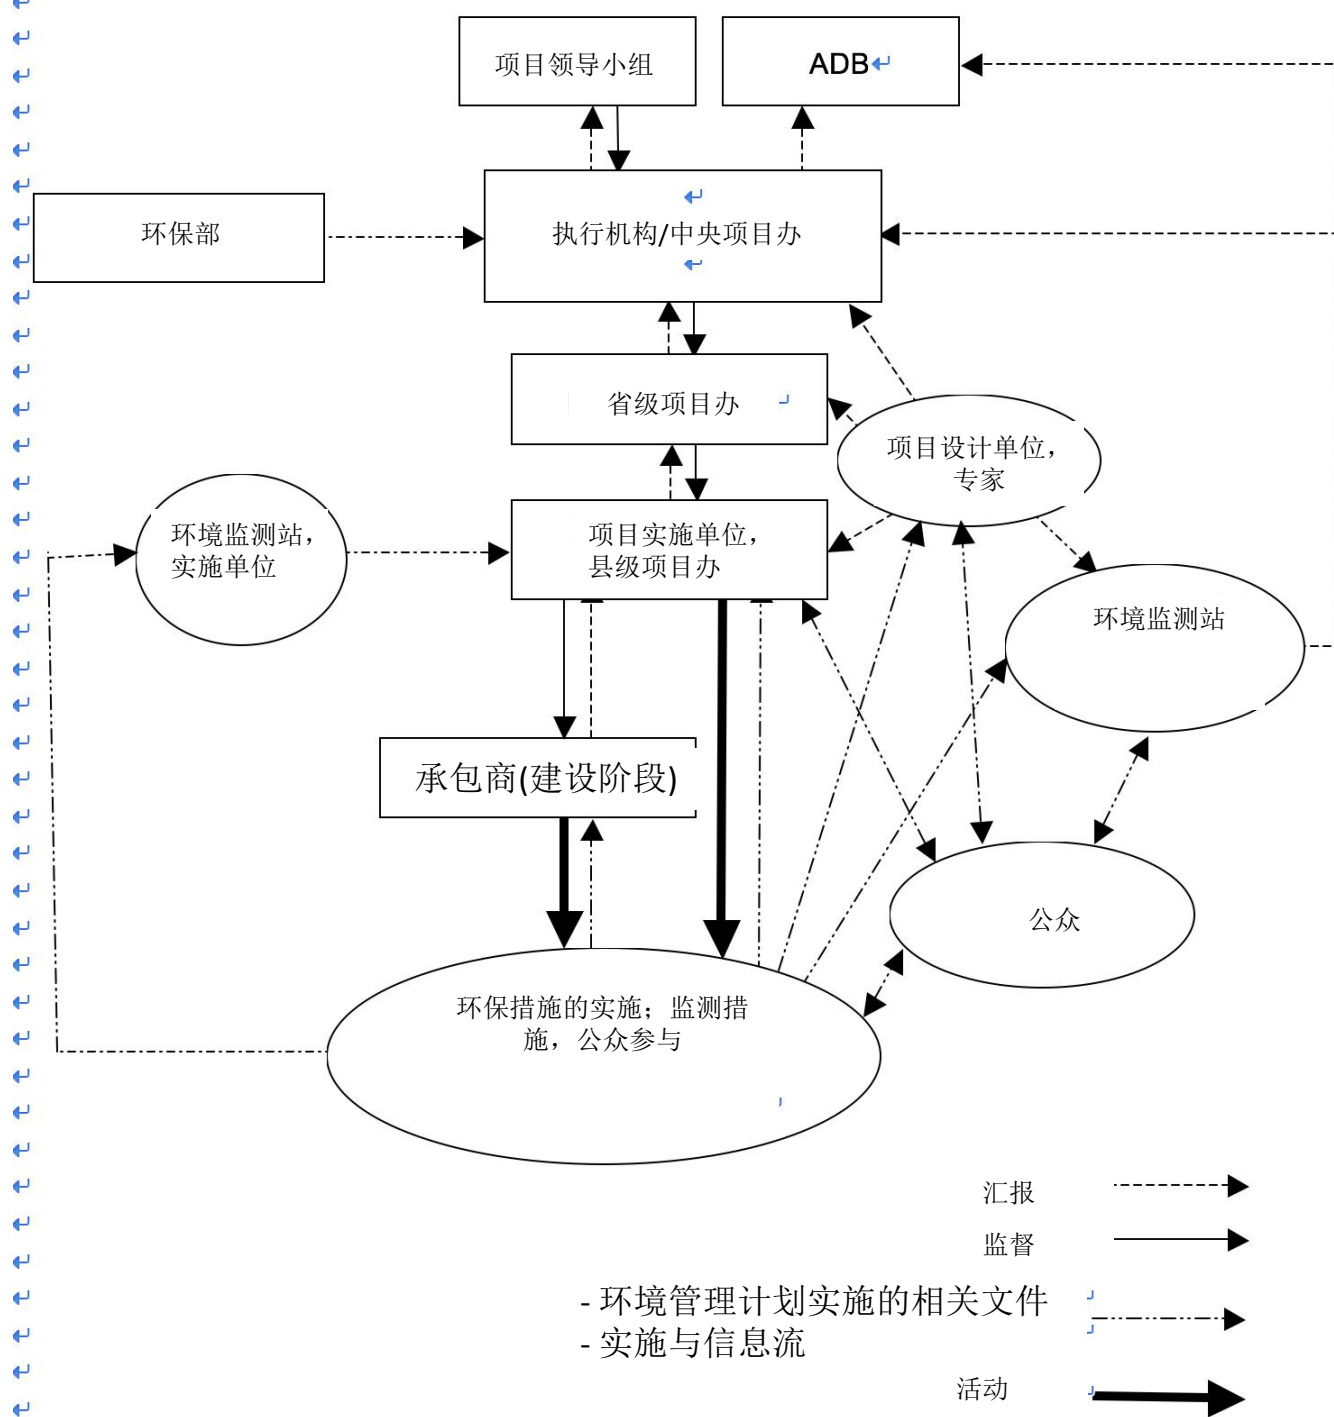 项目领导小组
ADB
环保部
执行机构/中央项目办
省级项目办
项目设计单位,
专家
环境监测站,
实施单位
项目实施单位,
县级项目办
环境监测站
承包商(建设阶段)
公众
环保措施的实施；监测措
施，公众参与
汇报
监督
- 环境管理计划实施的相关文件
- 实施与信息流
活动